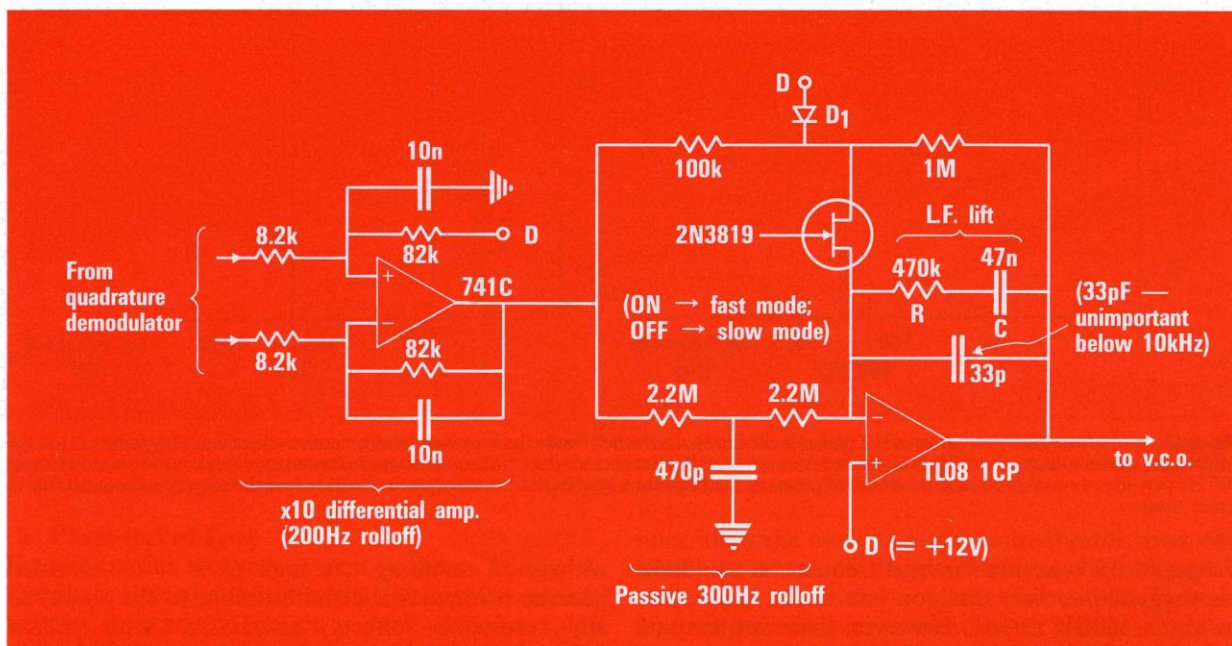 D
D1
10n
100k
1M
L.F. lift
2N3819
470k
47n
R
C
From
quadrature
demodulator
8.2k
82k
D
+
−
741C
8.2k
82k
10n
(ON → fast mode;
OFF → slow mode)
(33pF —
unimportant
below 10kHz)
33p
2.2M
2.2M
470p
−
+
TL08 1CP
to v.c.o.
D (= +12V)
x10 differential amp.
(200Hz rolloff)
Passive 300Hz rolloff